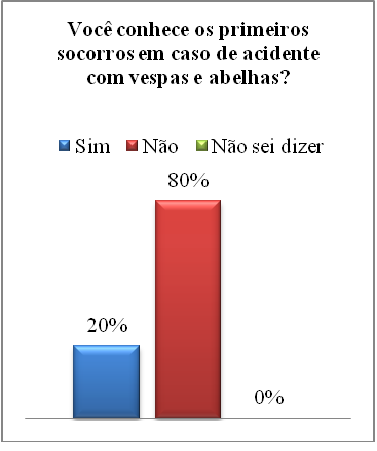 Você conhece os primeiros
socorros em caso de acidente
com vespas e abelhas?
Sim Não Não sei dizer
80%
20%
0%